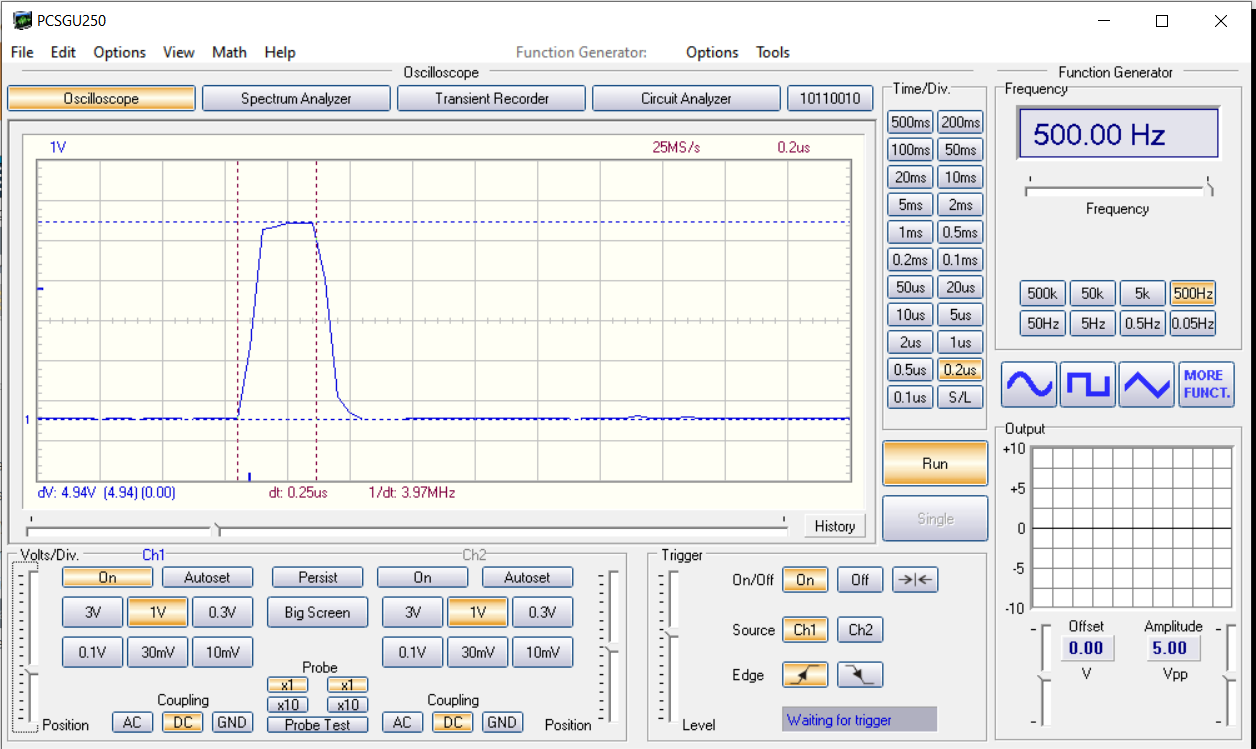 PCSGU250
File Edit Options View Math Help Function Generator: Options Tools
Oscilloscope
Function Generator
Oscilloscope Spectrum Analyzer Transient Recorder Circuit Analyzer 10110010
Time/Div.
500ms 200ms
100ms 50ms
20ms 10ms
5ms 2ms
1ms 0.5ms
0.2ms 0.1ms
50us 20us
10us 5us
2us 1us
0.5us 0.2us
0.1us S/L
1V 25MS/s 0.2us
1
dV: 4.94V (4.94) (0.00) dt: 0.25us 1/dt: 3.97MHz
History
Run
Single
Frequency
500.00 Hz
Frequency
500k 50k 5k 500Hz
50Hz 5Hz 0.5Hz 0.05Hz
MORE
FUNCT.
Output
+10
+5
0
-5
-10
Offset Amplitude
0.00 5.00
V Vpp
Volts/Div. Ch1 Ch2
On Autoset Persist On Autoset
3V 1V 0.3V Big Screen 3V 1V 0.3V
0.1V 30mV 10mV 0.1V 30mV 10mV
Probe
x1 x1
x10 x10
Probe Test
Coupling Coupling
Position AC DC GND AC DC GND Position
Trigger
On/Off On Off
Source Ch1 Ch2
Edge
Level
Waiting for trigger